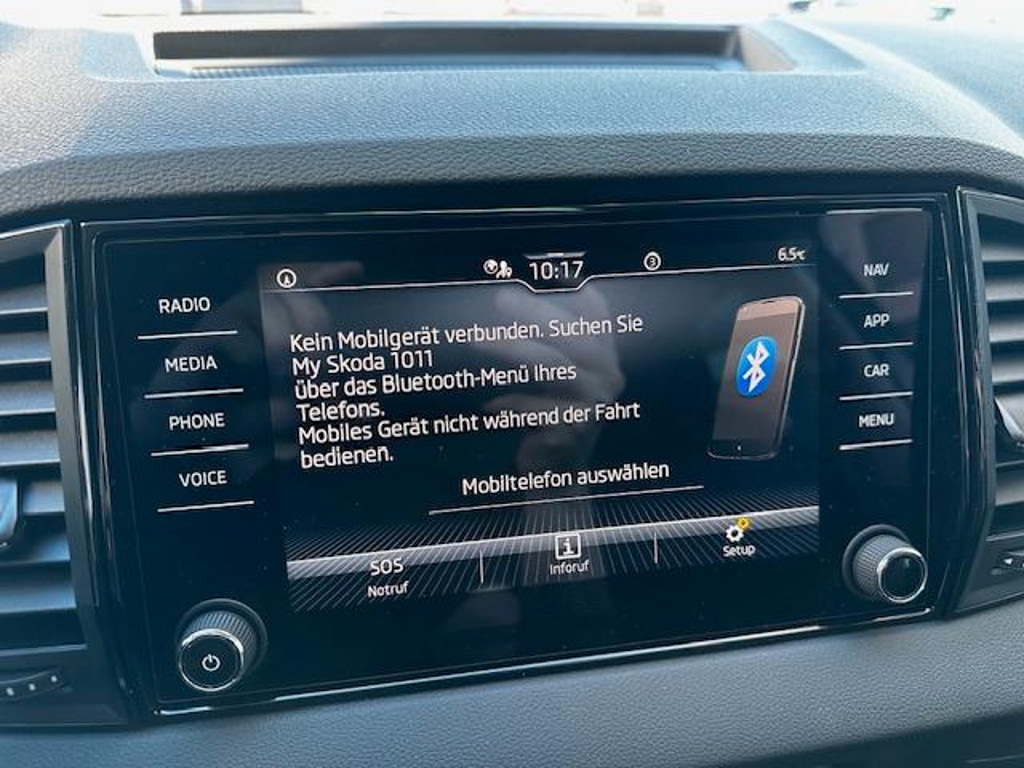 10:17
3
6.5°C
RADIO
MEDIA
PHONE
VOICE
Kein Mobilgerät verbunden. Suchen Sie
My Skoda 1011
über das Bluetooth-Menü Ihres
Telefons.
Mobiles Gerät nicht während der Fahrt
bedienen.
Mobiltelefon auswählen
SOS
Notruf
i
Inforuf
Setup
NAV
APP
CAR
MENU